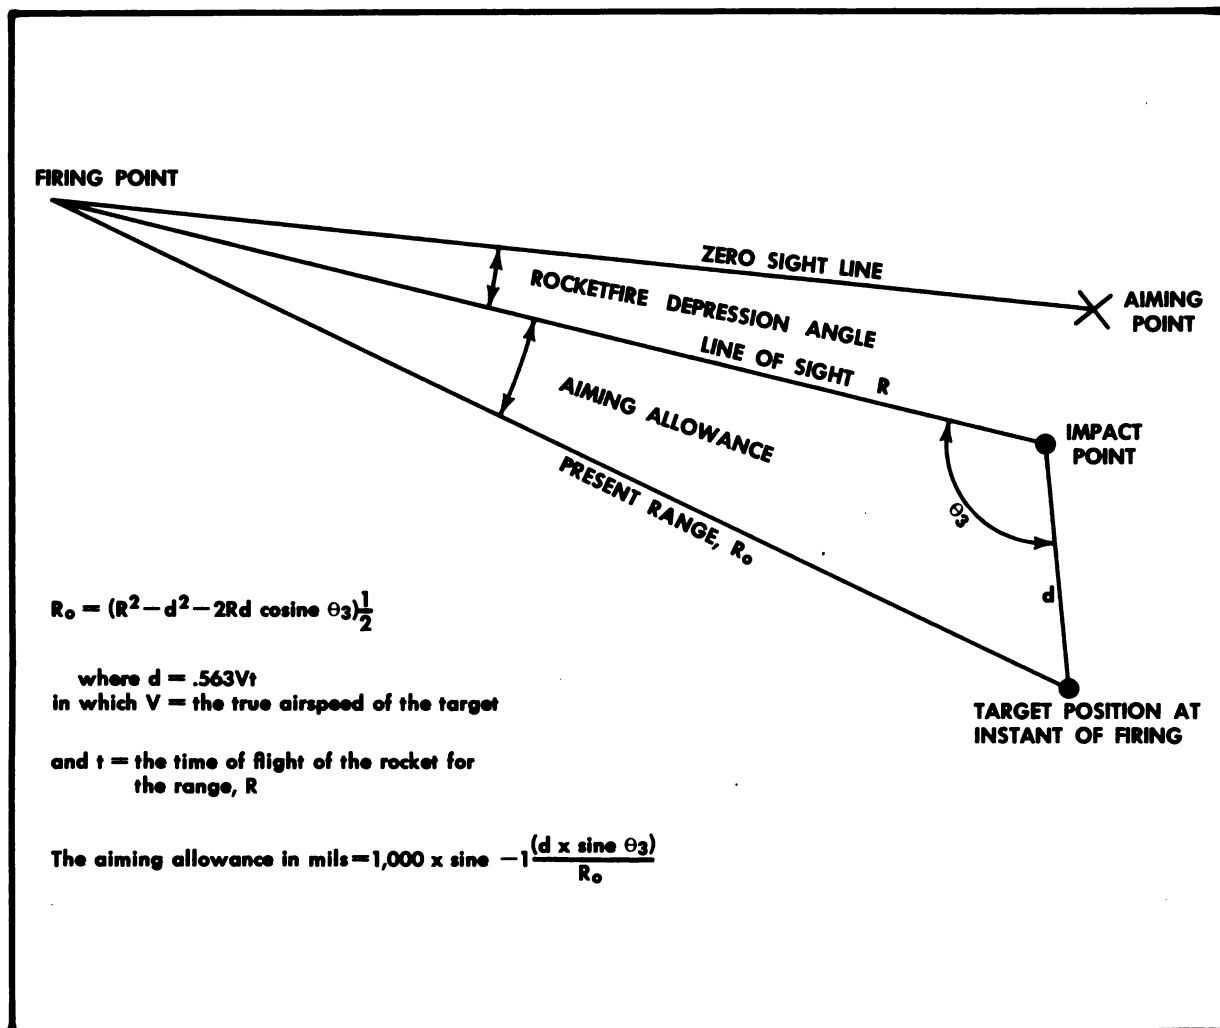 FIRING POINT
ZERO SIGHT LINE
ROCKETFIRE DEPRESSION ANGLE
AIMING
POINT
LINE OF SIGHT R
AIMING ALLOWANCE
IMPACT
POINT
PRESENT RANGE, Ro
θ3
d
Ro = (R²−d²−2Rd cosine θ3)½
where d = .563Vt
in which V = the true airspeed of the target
TARGET POSITION AT
INSTANT OF FIRING
and t = the time of flight of the rocket for
the range, R
The aiming allowance in mils=1,000 x sine −1 (d x sine θ3)
Ro